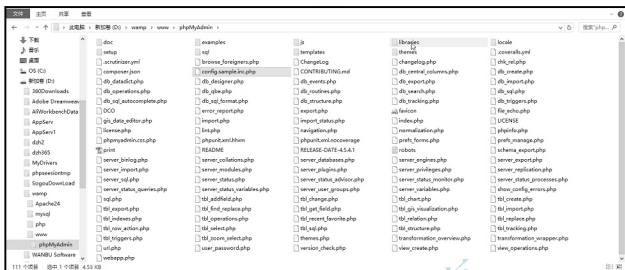 文件 主页 共享 查看
此电脑 > 新加卷 (D:) > wamp > www > phpMyAdmin 搜索"php...
下载
音乐
桌面
OS (C:)
新加卷 (D:)
360Downloads
Adobe Dreamweav
AliWorkbenchData
AppServ
AppServ1
dzh2
dzh365
MyDrivers
phpsessiontmp
SogouDownLoad
wamp
Apache24
mysql
php
www
phpMyAdmin
WANBU Software
doc examples js libraries locale
setup sql templates themes .coveralls.yml
.scrutinizer.yml browse_foreigners.php ChangeLog changelog.php chk_rel.php
composer.json config.sample.inc.php CONTRIBUTING.md db_central_columns.php db_create.php
db_datadict.php db_designer.php db_events.php db_export.php db_import.php
db_operations.php db_qbe.php db_routines.php db_search.php db_sql.php
db_sql_autocomplete.php db_sql_format.php db_structure.php db_tracking.php db_triggers.php
DCO error_report.php export.php favicon file_echo.php
gis_data_editor.php import.php import_status.php index.php LICENSE
license.php lint.php navigation.php normalization.php phpinfo.php
phpmyadmin.css.php phpunit.xml.hhvm phpunit.xml.nocoverage prefs_forms.php prefs_manage.php
print README RELEASE-DATE-4.5.4.1 robots schema_export.php
server_binlog.php server_collations.php server_databases.php server_engines.php server_export.php
server_import.php server_modules.php server_plugins.php server_privileges.php server_replication.php
server_sql.php server_status.php server_status_advisor.php server_status_monitor.php server_status_processes.php
server_status_queries.php server_status_variables.php server_user_groups.php server_variables.php show_config_errors.php
sql.php tbl_addfield.php tbl_change.php tbl_chart.php tbl_create.php
tbl_export.php tbl_find_replace.php tbl_get_field.php tbl_gis_visualization.php tbl_import.php
tbl_indexes.php tbl_operations.php tbl_recent_favorite.php tbl_relation.php tbl_replace.php
tbl_row_action.php tbl_select.php tbl_sql.php tbl_structure.php tbl_tracking.php
tbl_triggers.php tbl_zoom_select.php themes.php transformation_overview.php transformation_wrapper.php
url.php user_password.php version_check.php view_create.php view_operations.php
webapp.php
111 个项目 选中 1 个项目 4.53 KB